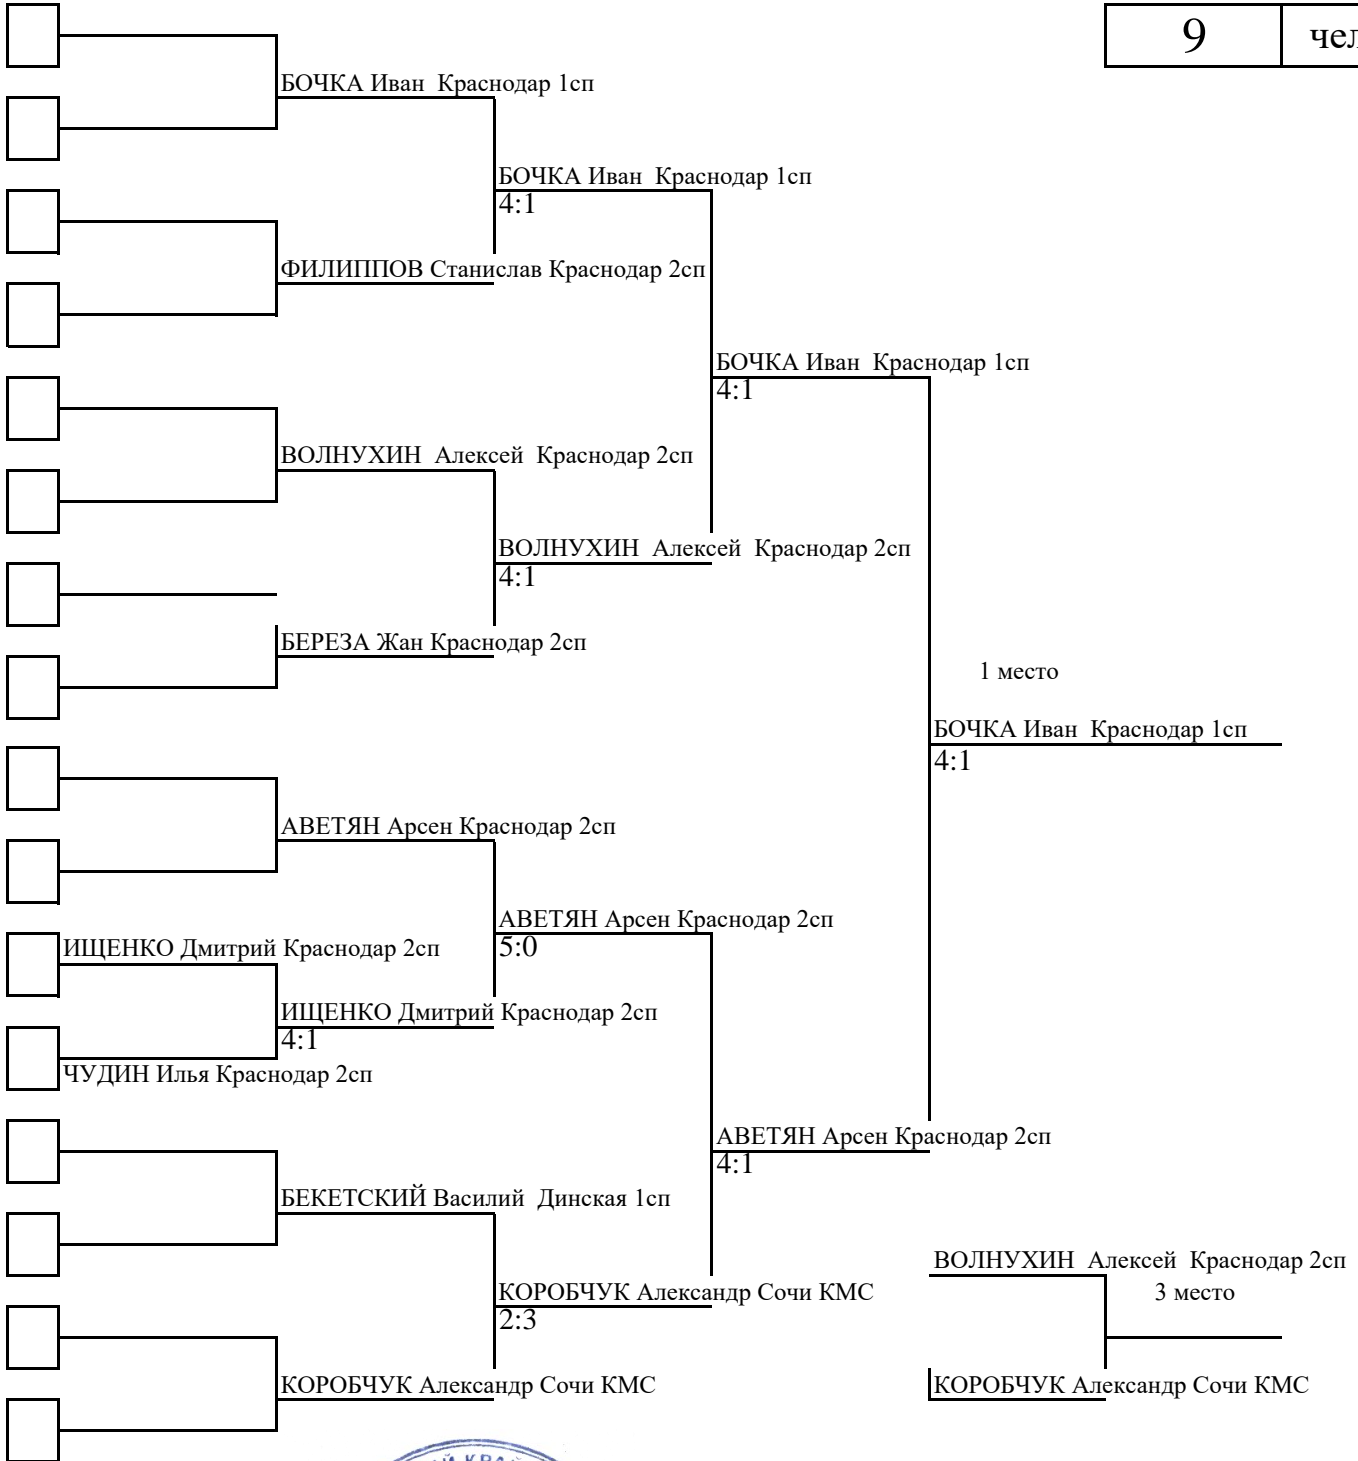 9 чел
БОЧКА Иван Краснодар 1сп
БОЧКА Иван Краснодар 1сп
4:1
ФИЛИППОВ Станислав Краснодар 2сп
БОЧКА Иван Краснодар 1сп
4:1
ВОЛНУХИН Алексей Краснодар 2сп
ВОЛНУХИН Алексей Краснодар 2сп
4:1
БЕРЕЗА Жан Краснодар 2сп
1 место
БОЧКА Иван Краснодар 1сп
4:1
АВЕТЯН Арсен Краснодар 2сп
АВЕТЯН Арсен Краснодар 2сп
5:0
ИЩЕНКО Дмитрий Краснодар 2сп
ИЩЕНКО Дмитрий Краснодар 2сп
4:1
ЧУДИН Илья Краснодар 2сп
АВЕТЯН Арсен Краснодар 2сп
4:1
БЕКЕТСКИЙ Василий Динская 1сп
ВОЛНУХИН Алексей Краснодар 2сп
КОРОБЧУК Александр Сочи КМС
3 место
2:3
КОРОБЧУК Александр Сочи КМС
КОРОБЧУК Александр Сочи КМС